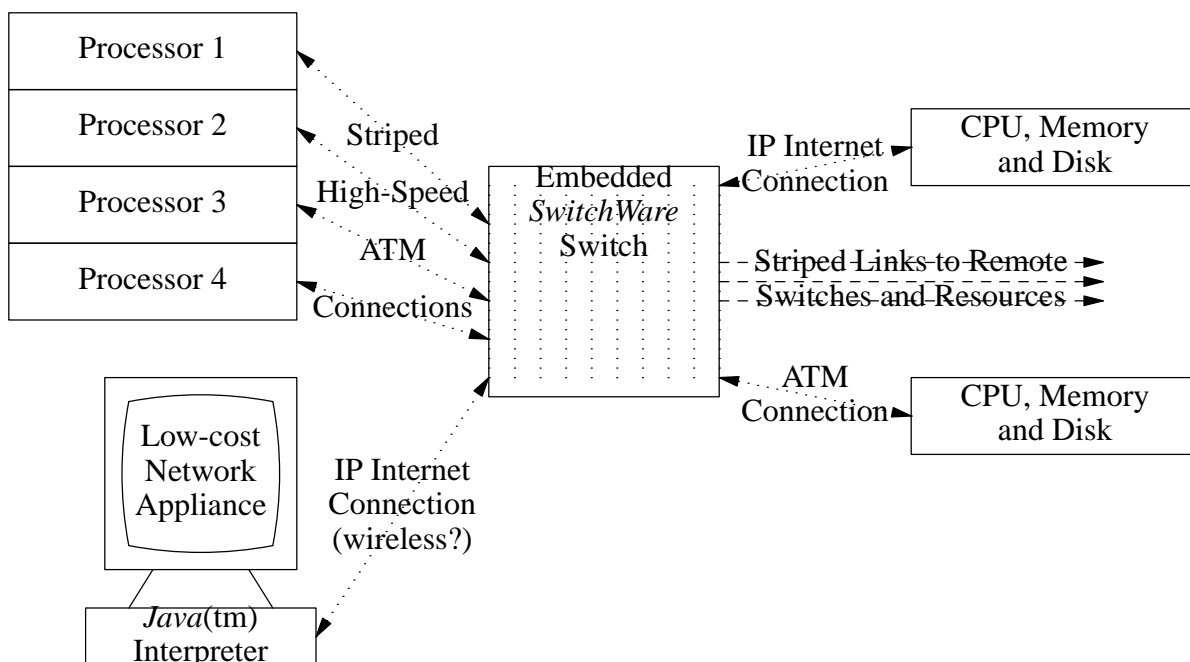 Processor 1
Processor 2
Processor 3
Processor 4
Striped
High-Speed
ATM
Connections
Embedded
SwitchWare
Switch
IP Internet
Connection
CPU, Memory
and Disk
Striped Links to Remote
Switches and Resources
ATM
Connection
CPU, Memory
and Disk
Low-cost
Network
Appliance
IP Internet
Connection
(wireless?)
Java(tm)
Interpreter